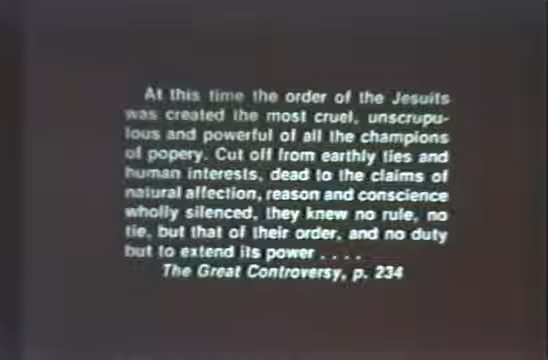 At this time the order of the Jesuits
was created the most cruel, unscrupu-
lous and powerful of all the champions
of popery. Cut off from earthly ties and
human interests, dead to the claims of
natural affection, reason and conscience
wholly silenced, they knew no rule, no
tie, but that of their order, and no duty
but to extend its power . . . .
The Great Controversy, p. 234